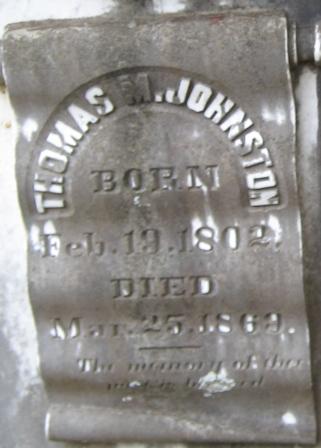 THOMAS M. JOHNSTON
BORN
Feb. 19. 1802.
DIED
Mar. 25. 1869.
The memory of the